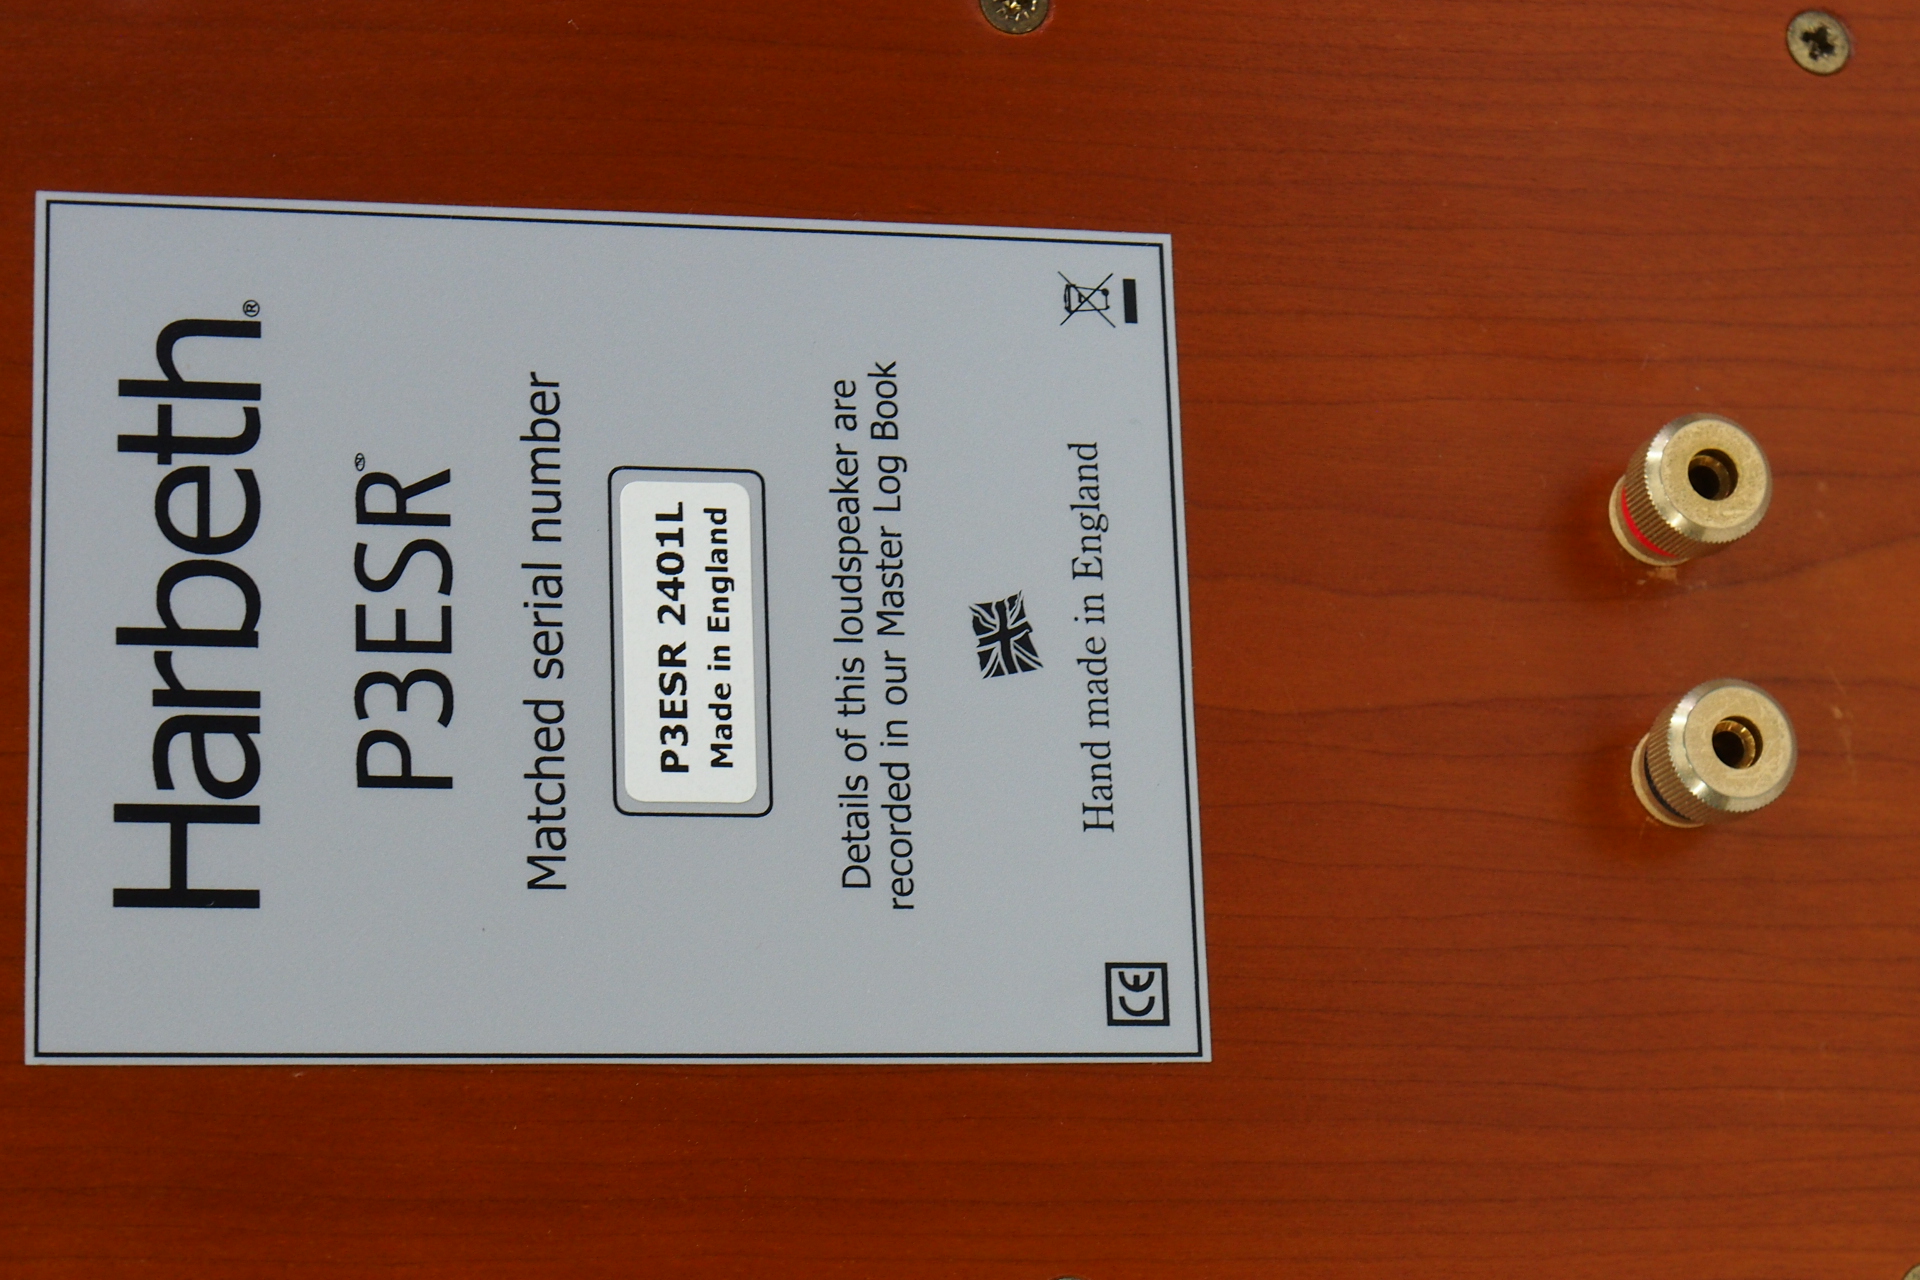 Harbeth®
P3ESR
Matched serial number
P3ESR 2401L
Made in England
Details of this loudspeaker are
recorded in our Master Log Book
Hand made in England
CE